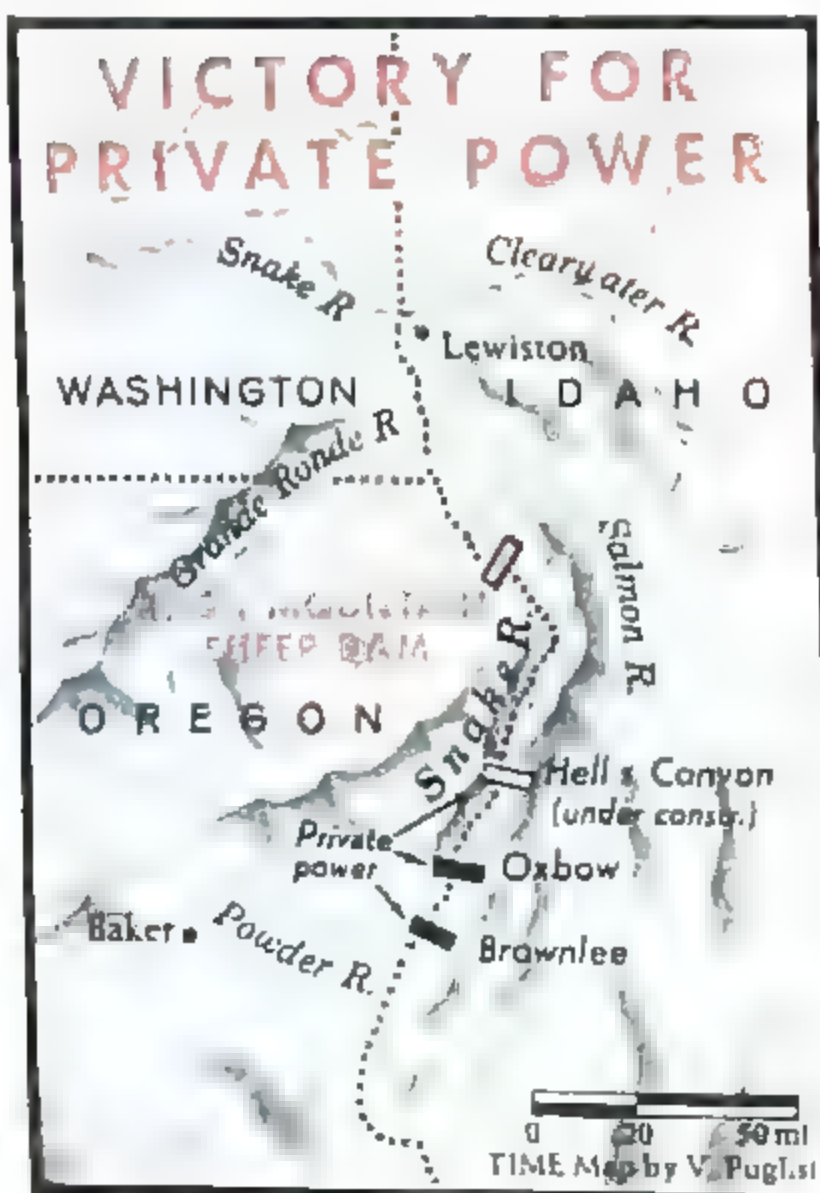 VICTORY FOR
PRIVATE POWER
Snake R
Clearwater R.
Lewiston
WASHINGTON
IDAHO
Grande Ronde R
Salmon R.
SHEEP DAM
Snake R.
OREGON
Hells Canyon
(under constr.)
Private
power
Oxbow
Baker
Powder R.
Brownlee
0 20 50 mi
TIME Map by V. Puglisi